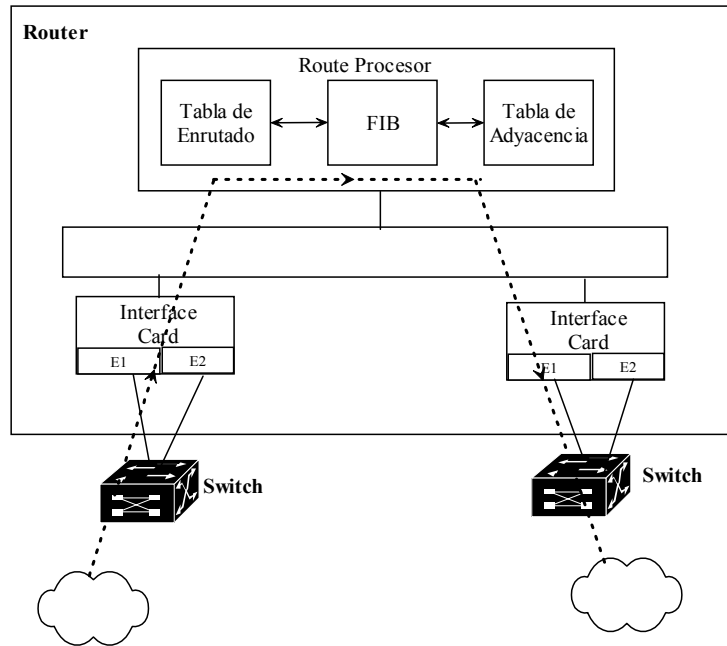 Router
Route Procesor
Tabla de
Enrutado
FIB
Tabla de
Adyacencia
Interface
Card
E1
E2
Interface
Card
E1
E2
Switch
Switch